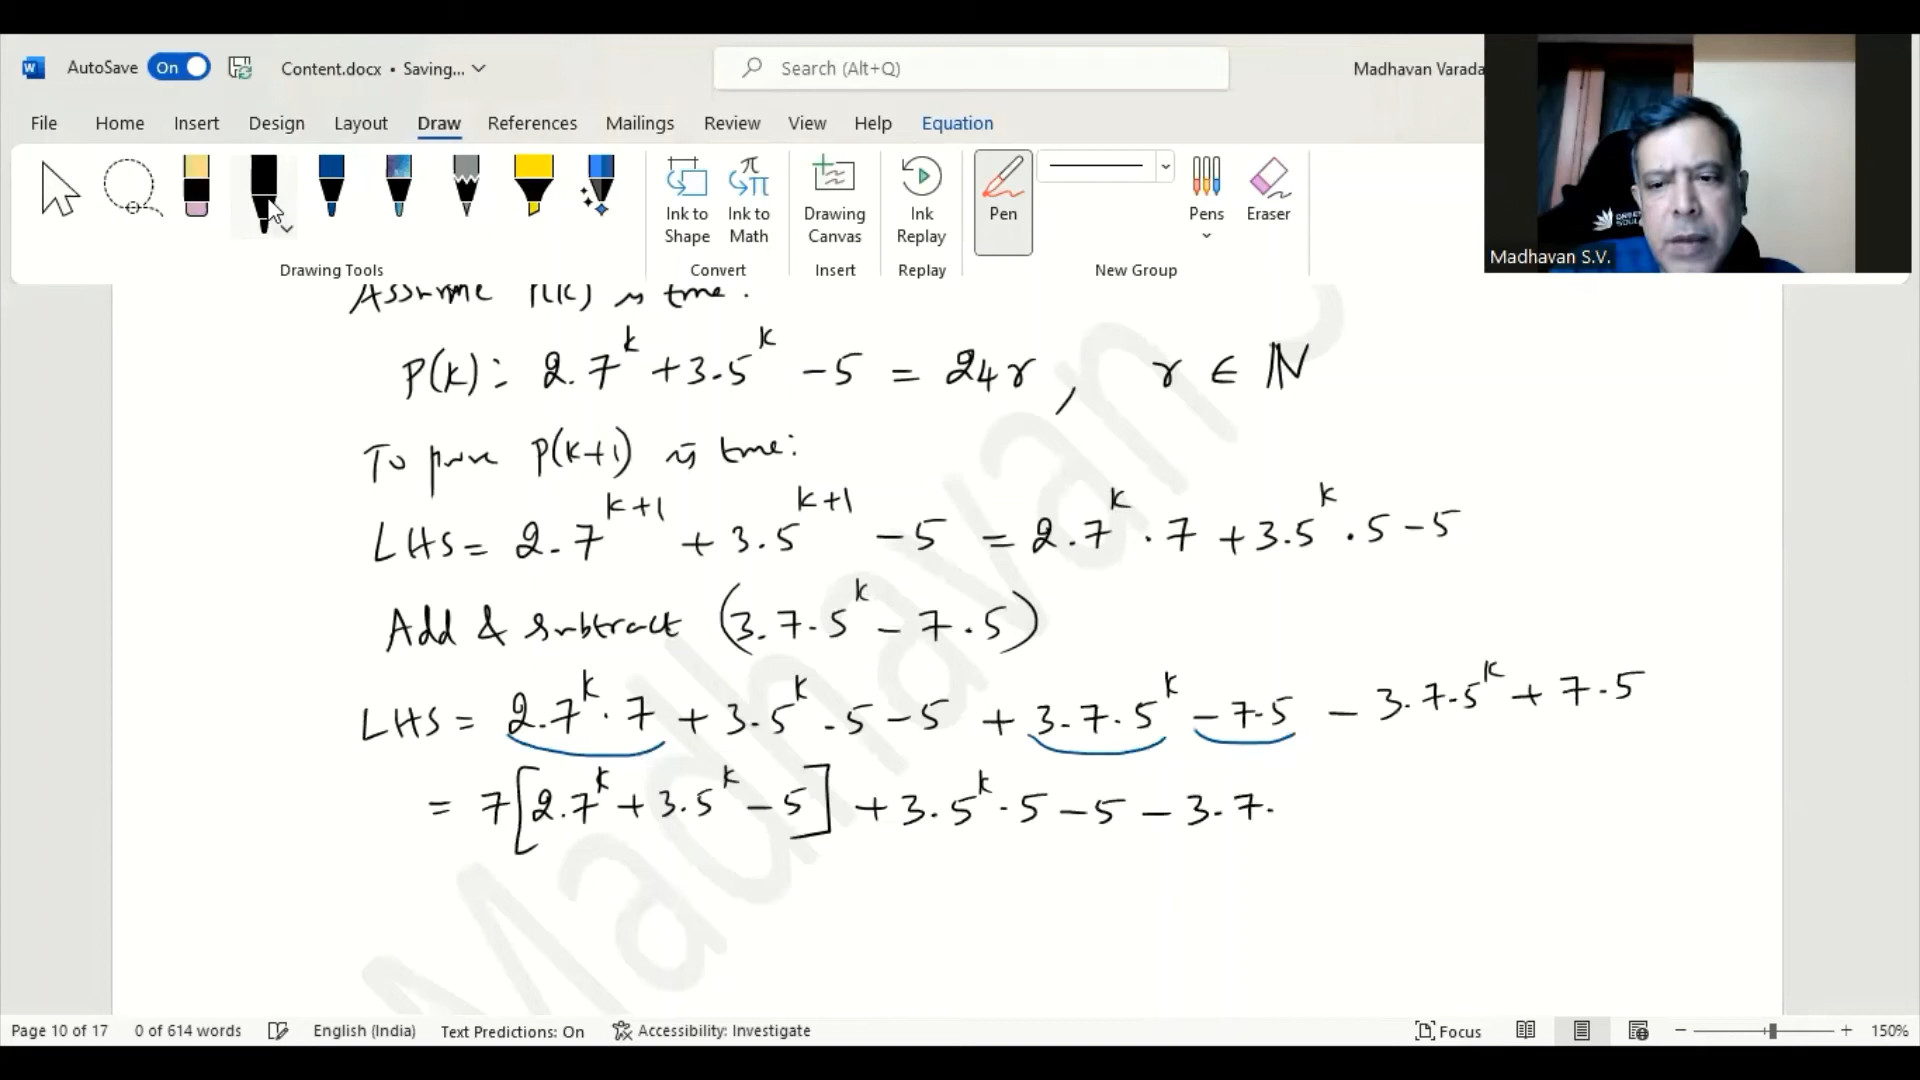 AutoSave On Content.docx • Saving... Search (Alt+Q) Madhavan Varada
File Home Insert Design Layout Draw References Mailings Review View Help Equation
Ink to Shape
Ink to Math
Drawing Canvas
Ink Replay
Pen
Pens
Eraser
Drawing Tools Convert Insert Replay New Group
GREEN SOUL
Madhavan S.V.
Assume P(k) is true.
P(k): 2.7^k + 3.5^k - 5 = 24r, r ∈ ℕ
To prove P(k+1) is true:
LHS = 2.7^{k+1} + 3.5^{k+1} - 5 = 2.7^k . 7 + 3.5^k . 5 - 5
Add & subtract (3.7.5^k - 7.5)
LHS = 2.7^k . 7 + 3.5^k . 5 - 5 + 3.7.5^k - 7.5 - 3.7.5^k + 7.5
= 7[2.7^k + 3.5^k - 5] + 3.5^k . 5 - 5 - 3.7.
Madhavan
Page 10 of 17 0 of 614 words English (India) Text Predictions: On Accessibility: Investigate Focus 150%